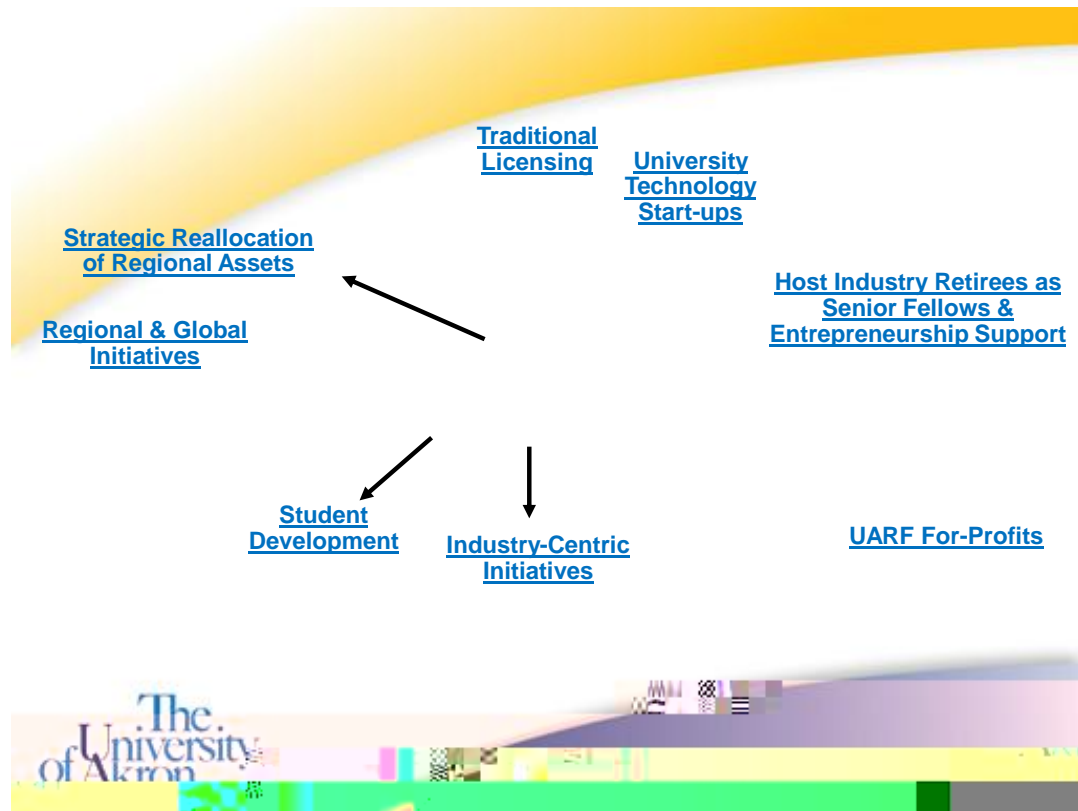 Traditional
Licensing
University
Technology
Start-ups
Strategic Reallocation
of Regional Assets
Host Industry Retirees as
Senior Fellows &
Entrepreneurship Support
Regional & Global
Initiatives
Student
Development
Industry-Centric
Initiatives
UARF For-Profits
The
University
of Akron